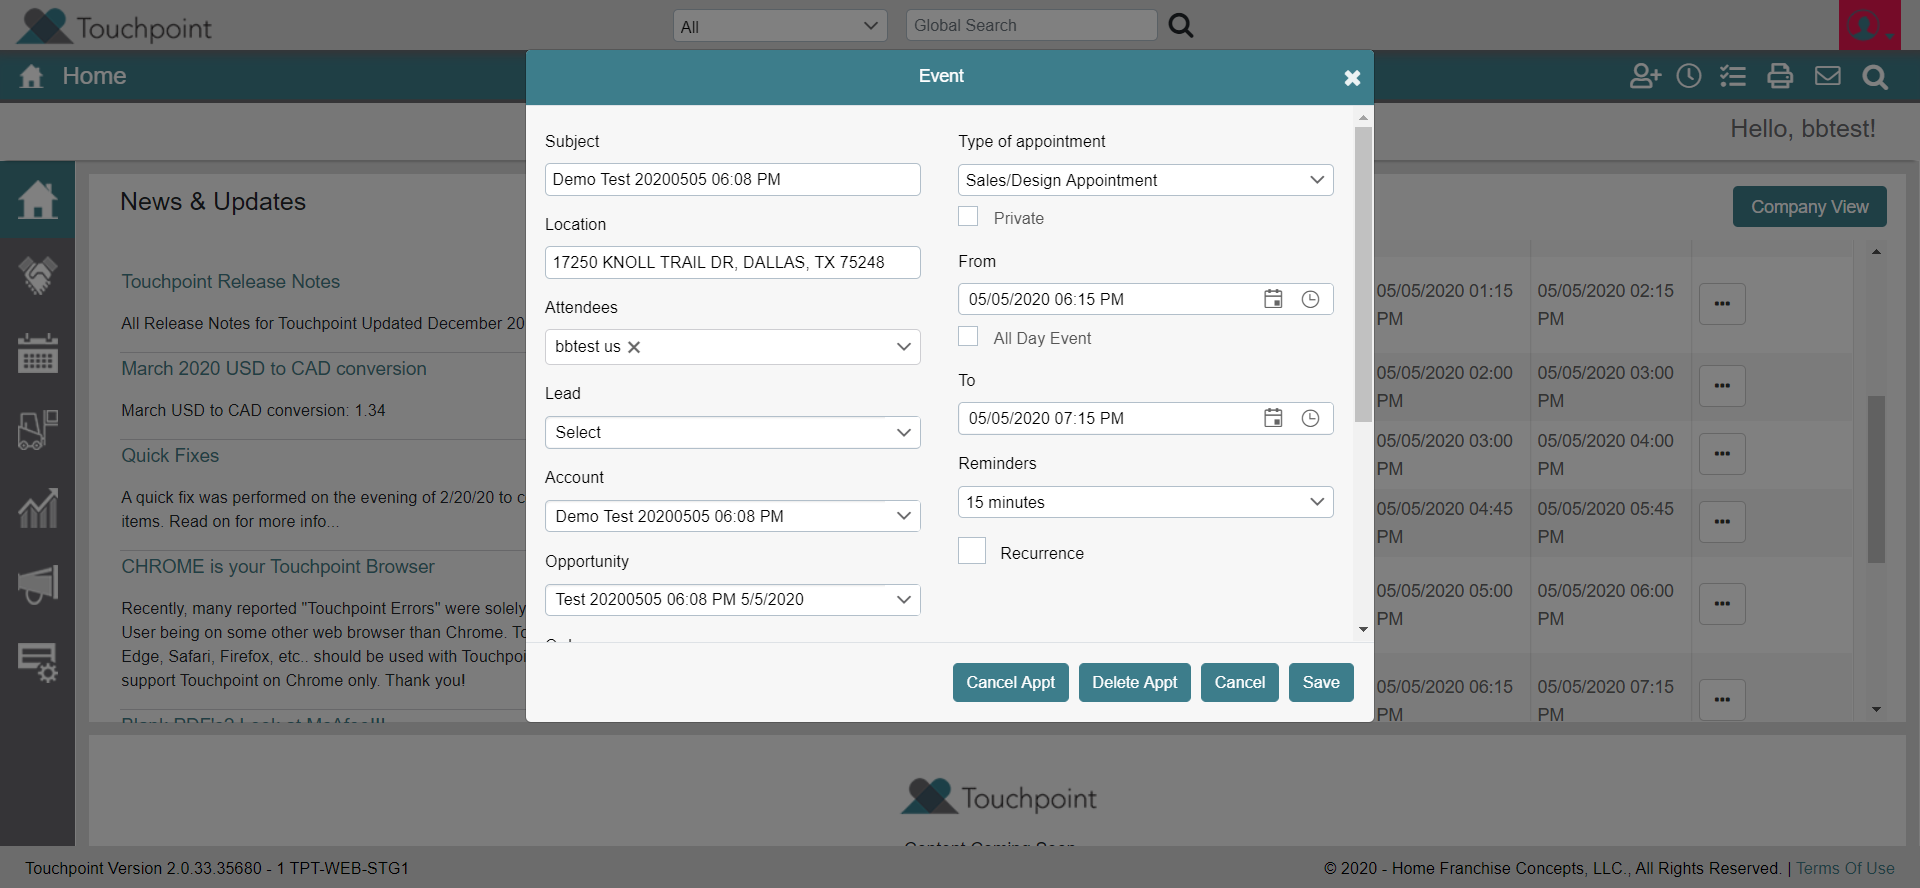 Touchpoint
All
Global Search
Home
Event
Hello, bbtest!
News & Updates
Company View
Touchpoint Release Notes
All Release Notes for Touchpoint Updated December 20
March 2020 USD to CAD conversion
March USD to CAD conversion: 1.34
Quick Fixes
A quick fix was performed on the evening of 2/20/20 to c
items. Read on for more info...
CHROME is your Touchpoint Browser
Recently, many reported "Touchpoint Errors" were solely
User being on some other web browser than Chrome. To
Edge, Safari, Firefox, etc.. should be used with Touchpoi
support Touchpoint on Chrome only. Thank you!
Subject
Demo Test 20200505 06:08 PM
Location
17250 KNOLL TRAIL DR, DALLAS, TX 75248
Attendees
bbtest us
Lead
Select
Account
Demo Test 20200505 06:08 PM
Opportunity
Test 20200505 06:08 PM 5/5/2020
Type of appointment
Sales/Design Appointment
Private
From
05/05/2020 06:15 PM
All Day Event
To
05/05/2020 07:15 PM
Reminders
15 minutes
Recurrence
Cancel Appt
Delete Appt
Cancel
Save
05/05/2020 01:15 PM
05/05/2020 02:15 PM
05/05/2020 02:00 PM
05/05/2020 03:00 PM
05/05/2020 03:00 PM
05/05/2020 04:00 PM
05/05/2020 04:45 PM
05/05/2020 05:45 PM
05/05/2020 05:00 PM
05/05/2020 06:00 PM
05/05/2020 06:15 PM
05/05/2020 07:15 PM
Touchpoint
Touchpoint Version 2.0.33.35680 - 1 TPT-WEB-STG1
© 2020 - Home Franchise Concepts, LLC., All Rights Reserved. | Terms Of Use